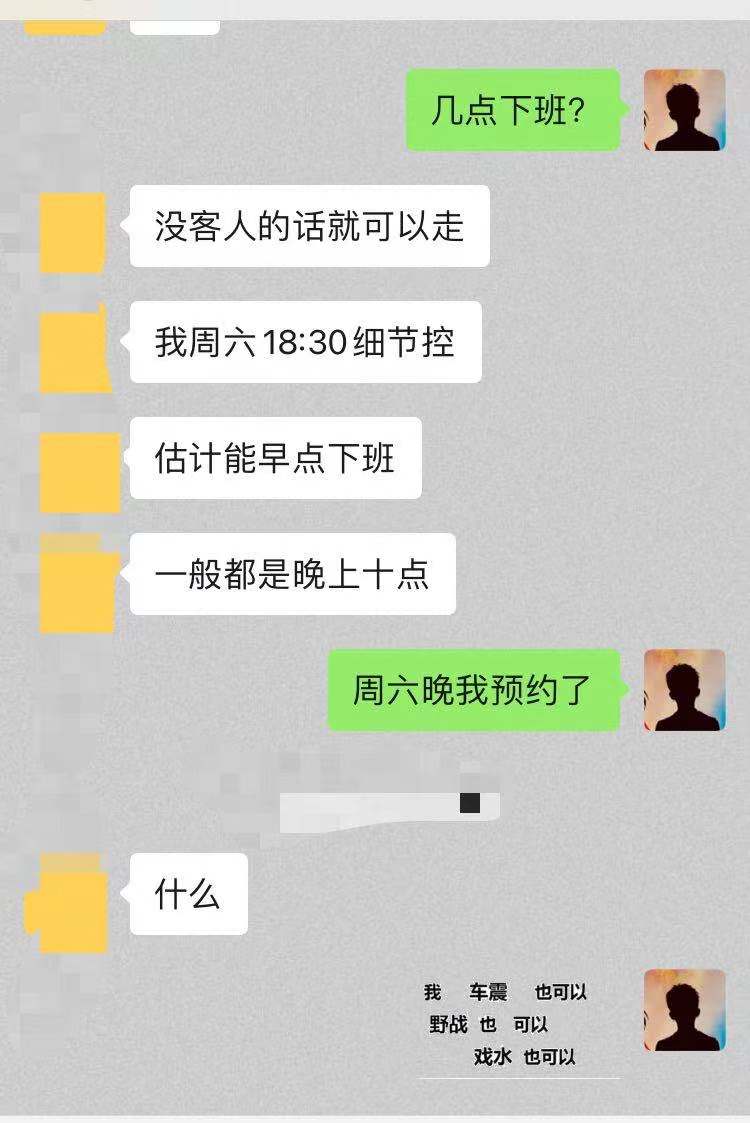 几点下班?
没客人的话就可以走
我周六18:30细节控
估计能早点下班
一般都是晚上十点
周六晚我预约了
什么
我 车震 也可以
野战 也 可以
戏水 也可以